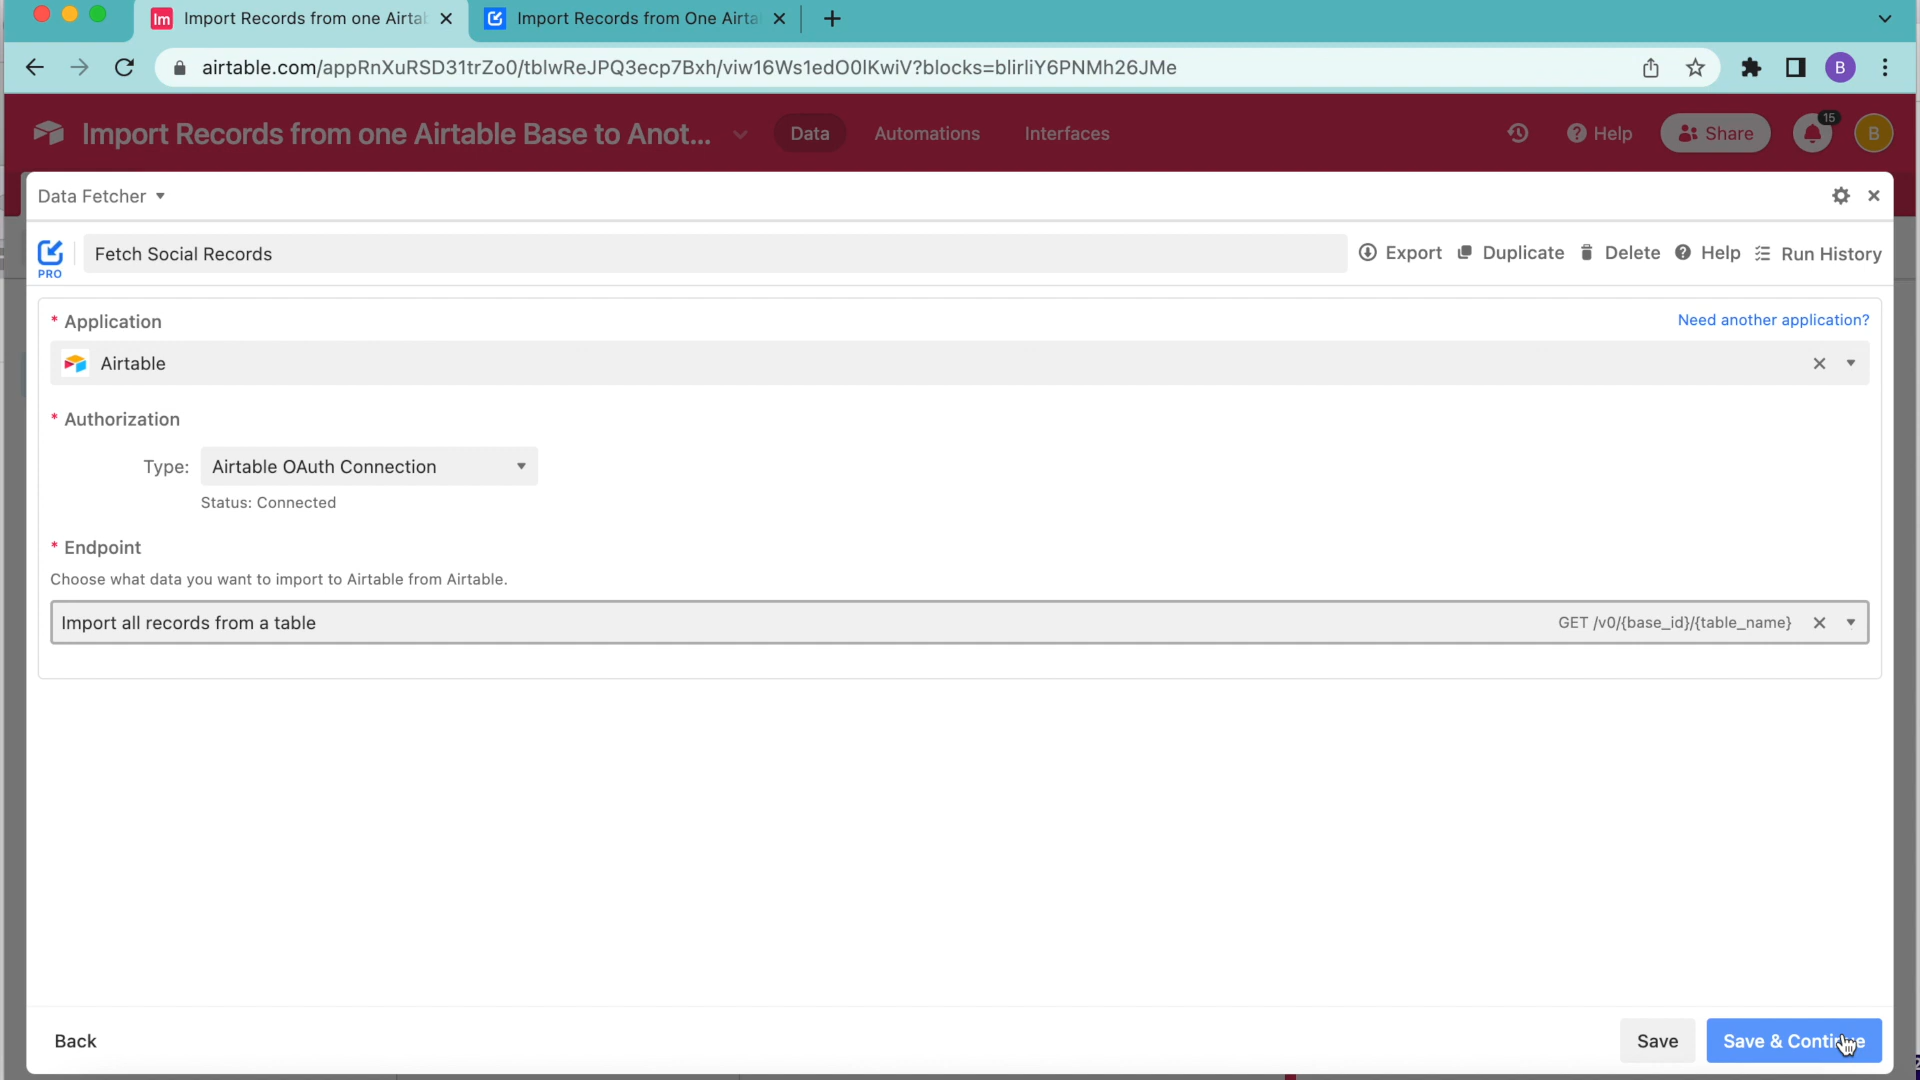 Im Import Records from one Airta
Import Records from One Airta
airtable.com/appRnXuRSD31trZo0/tblwReJPQ3ecp7Bxh/viw16Ws1edO0lKwiV?blocks=blirliY6PNMh26JMe
B
Import Records from one Airtable Base to Anot...
Data
Automations
Interfaces
Help
Share
15
B
Data Fetcher
PRO
Fetch Social Records
Export
Duplicate
Delete
Help
Run History
* Application
Need another application?
Airtable
* Authorization
Type: Airtable OAuth Connection
Status: Connected
* Endpoint
Choose what data you want to import to Airtable from Airtable.
Import all records from a table
GET /v0/{base_id}/{table_name}
Back
Save
Save & Continue